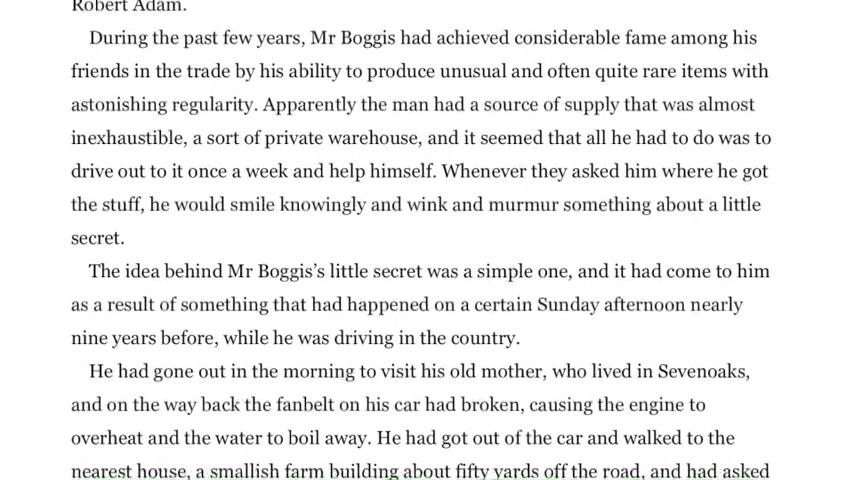 Robert Adam.
During the past few years, Mr Boggis had achieved considerable fame among his
friends in the trade by his ability to produce unusual and often quite rare items with
astonishing regularity. Apparently the man had a source of supply that was almost
inexhaustible, a sort of private warehouse, and it seemed that all he had to do was to
drive out to it once a week and help himself. Whenever they asked him where he got
the stuff, he would smile knowingly and wink and murmur something about a little
secret.
The idea behind Mr Boggis’s little secret was a simple one, and it had come to him
as a result of something that had happened on a certain Sunday afternoon nearly
nine years before, while he was driving in the country.
He had gone out in the morning to visit his old mother, who lived in Sevenoaks,
and on the way back the fanbelt on his car had broken, causing the engine to
overheat and the water to boil away. He had got out of the car and walked to the
nearest house, a smallish farm building about fifty yards off the road, and had asked